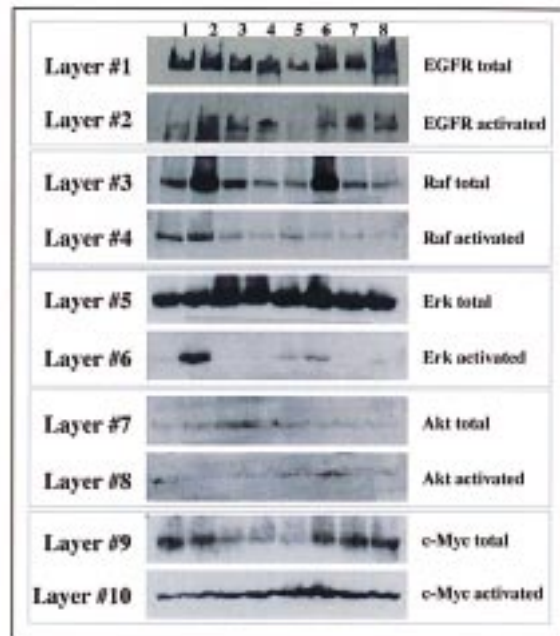 1 2 3 4 5 6 7 8
Layer #1 EGFR total
Layer #2 EGFR activated
Layer #3 Raf total
Layer #4 Raf activated
Layer #5 Erk total
Layer #6 Erk activated
Layer #7 Akt total
Layer #8 Akt activated
Layer #9 c-Myc total
Layer #10 c-Myc activated